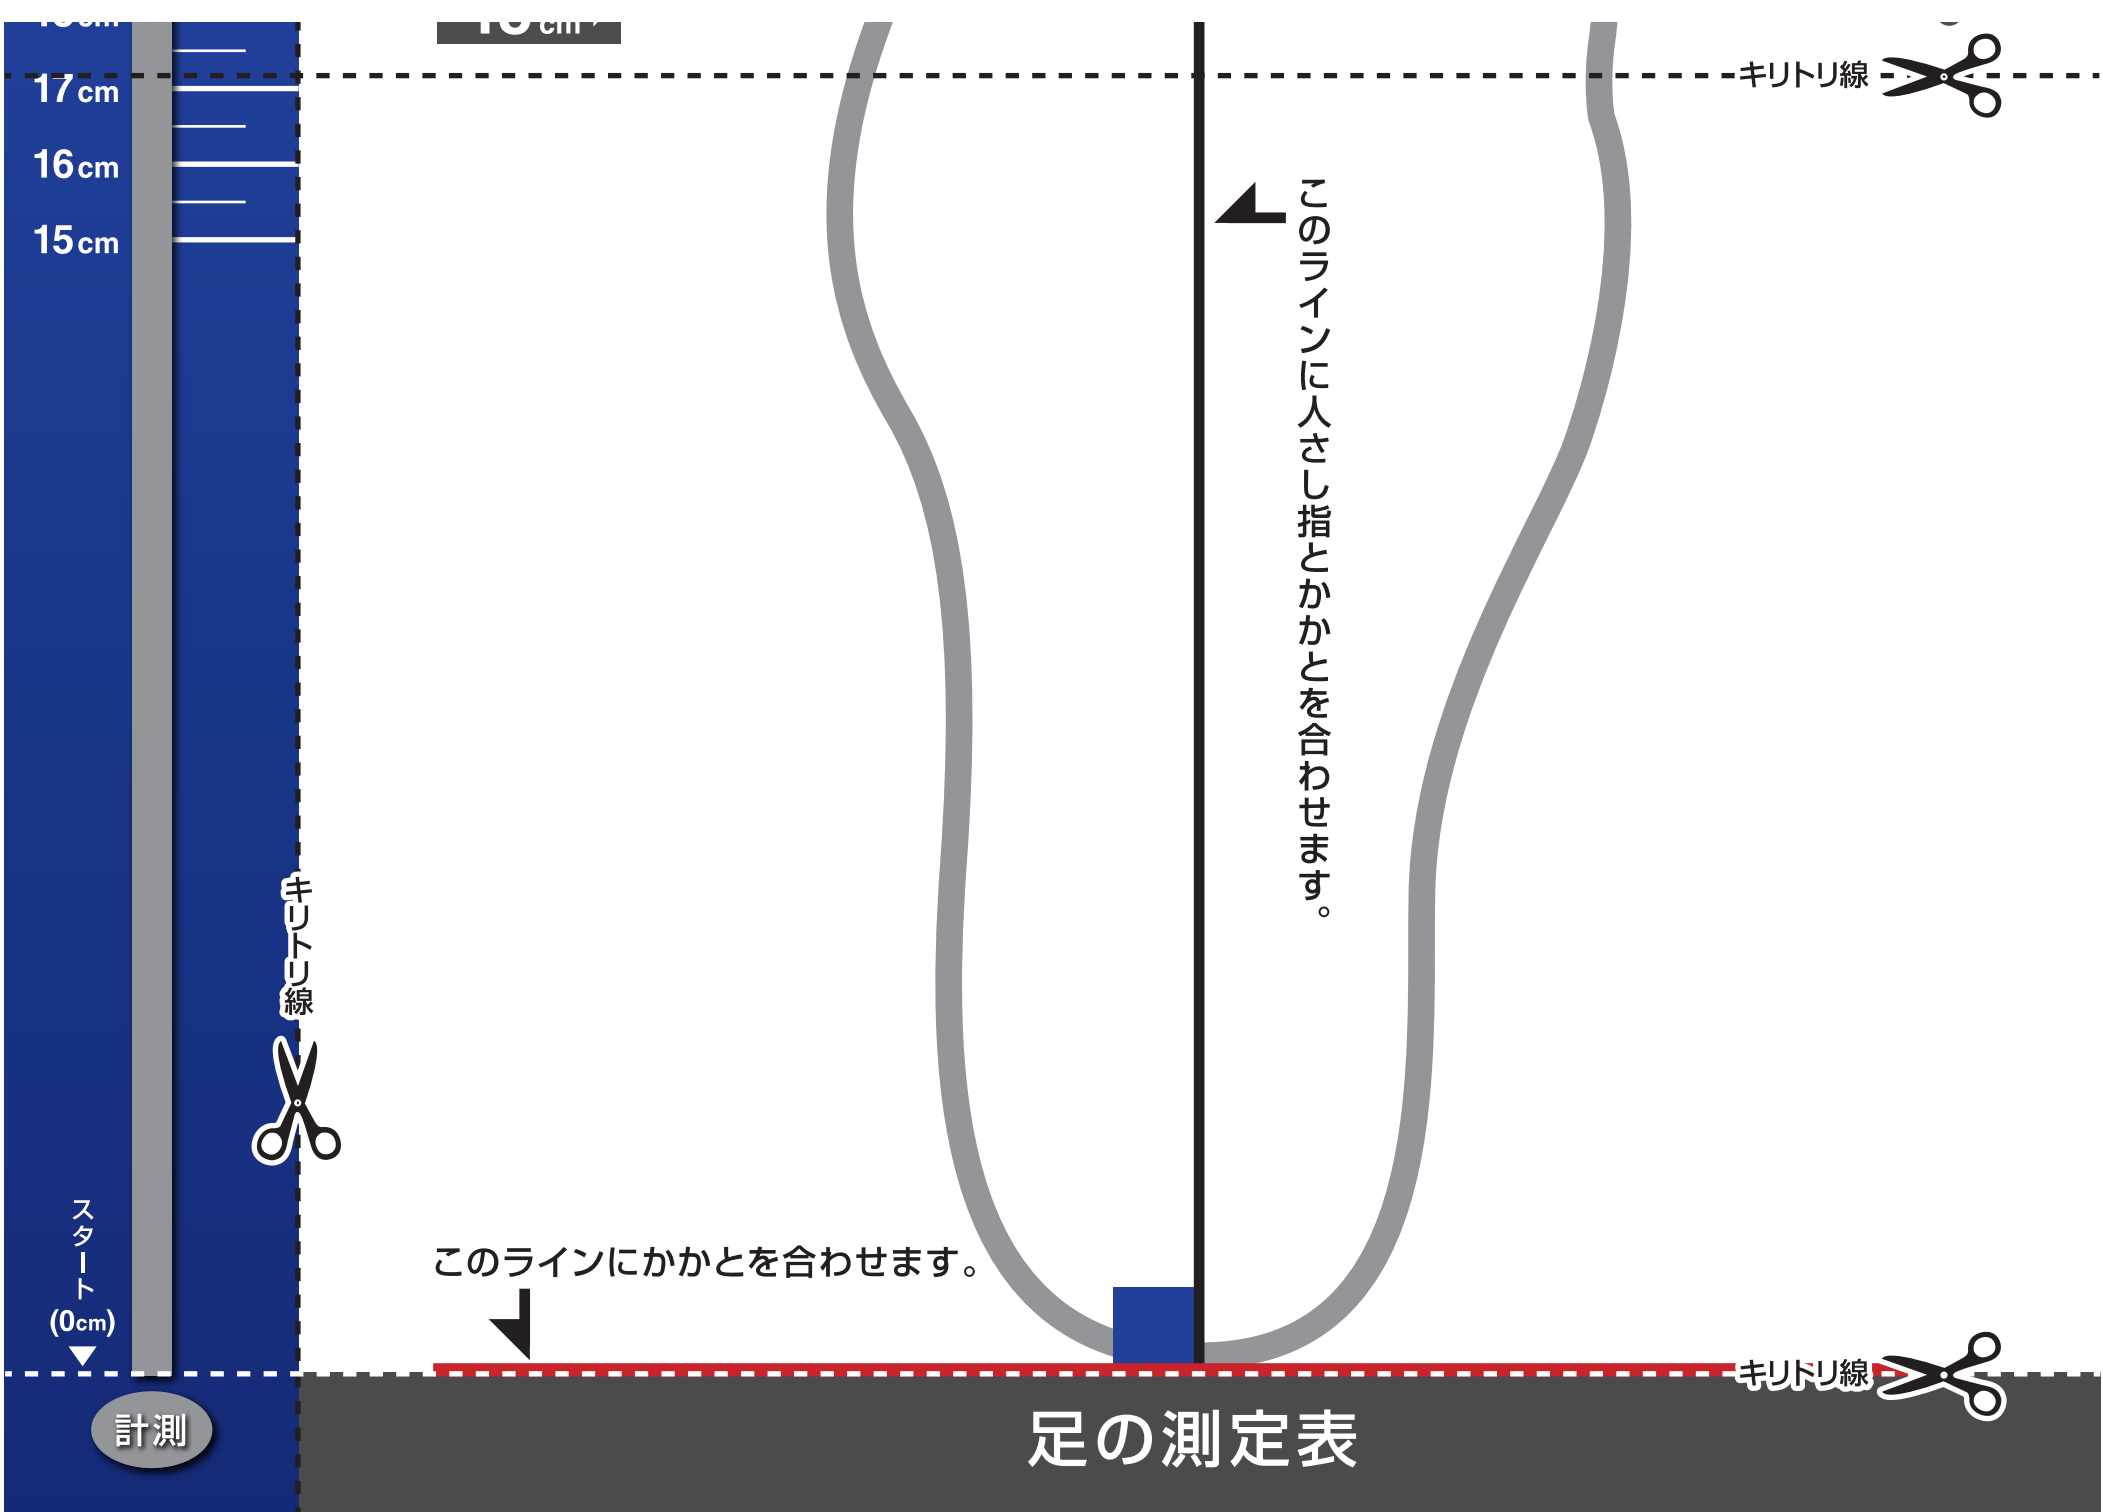 17cm
16cm
15cm
キリトリ線
このラインに人さし指とかかとを合わせます。
キリトリ線
スタート
(0cm)
このラインにかかとを合わせます。
キリトリ線
計測
足の測定表